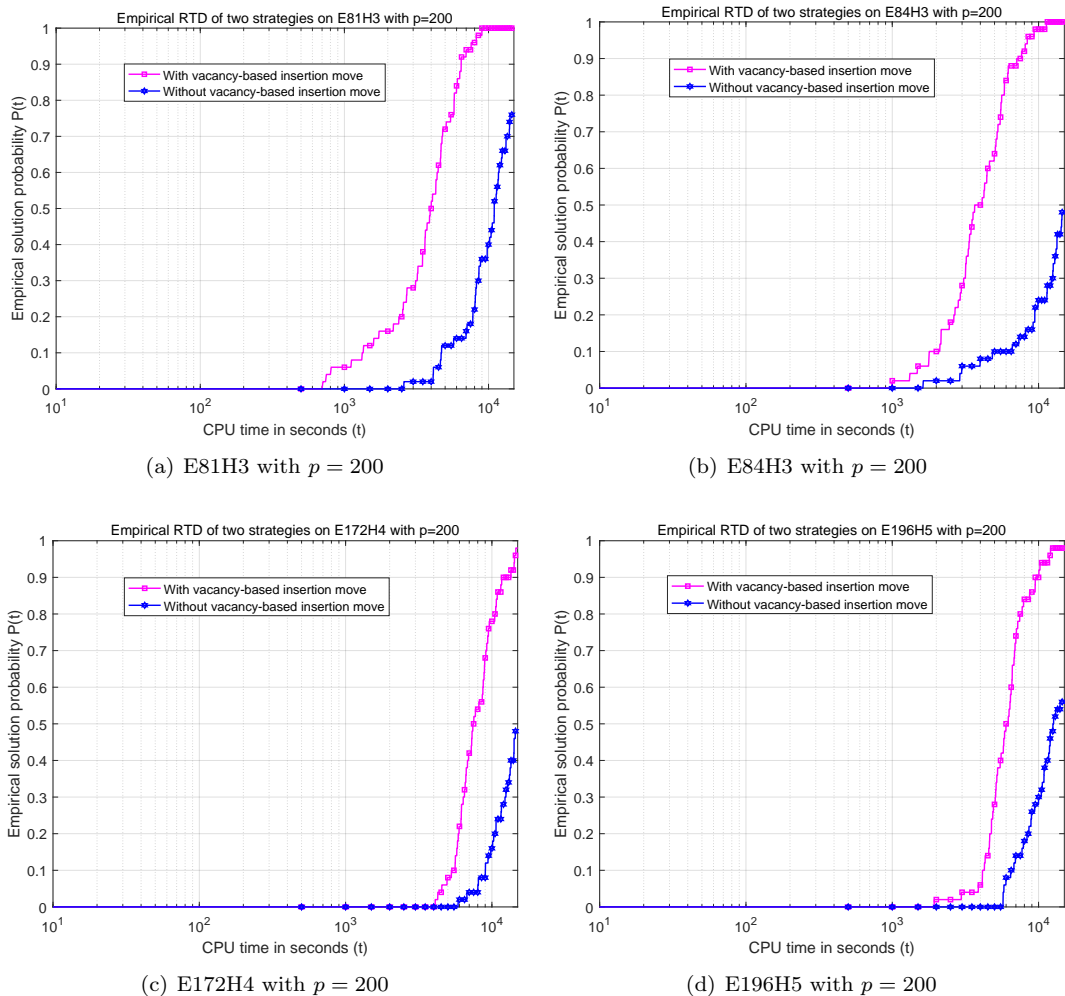 Empirical RTD of two strategies on E81H3 with p=200
1
0.9
0.8
0.7
0.6
0.5
0.4
0.3
0.2
0.1
0
Empirical solution probability P(t)
With vacancy-based insertion move
Without vacancy-based insertion move
10^1 10^2 10^3 10^4
CPU time in seconds (t)
(a) E81H3 with p = 200
Empirical RTD of two strategies on E84H3 with p=200
1
0.9
0.8
0.7
0.6
0.5
0.4
0.3
0.2
0.1
0
Empirical solution probability P(t)
With vacancy-based insertion move
Without vacancy-based insertion move
10^1 10^2 10^3 10^4
CPU time in seconds (t)
(b) E84H3 with p = 200
Empirical RTD of two strategies on E172H4 with p=200
1
0.9
0.8
0.7
0.6
0.5
0.4
0.3
0.2
0.1
0
Empirical solution probability P(t)
With vacancy-based insertion move
Without vacancy-based insertion move
10^1 10^2 10^3 10^4
CPU time in seconds (t)
(c) E172H4 with p = 200
Empirical RTD of two strategies on E196H5 with p=200
1
0.9
0.8
0.7
0.6
0.5
0.4
0.3
0.2
0.1
0
Empirical solution probability P(t)
With vacancy-based insertion move
Without vacancy-based insertion move
10^1 10^2 10^3 10^4
CPU time in seconds (t)
(d) E196H5 with p = 200